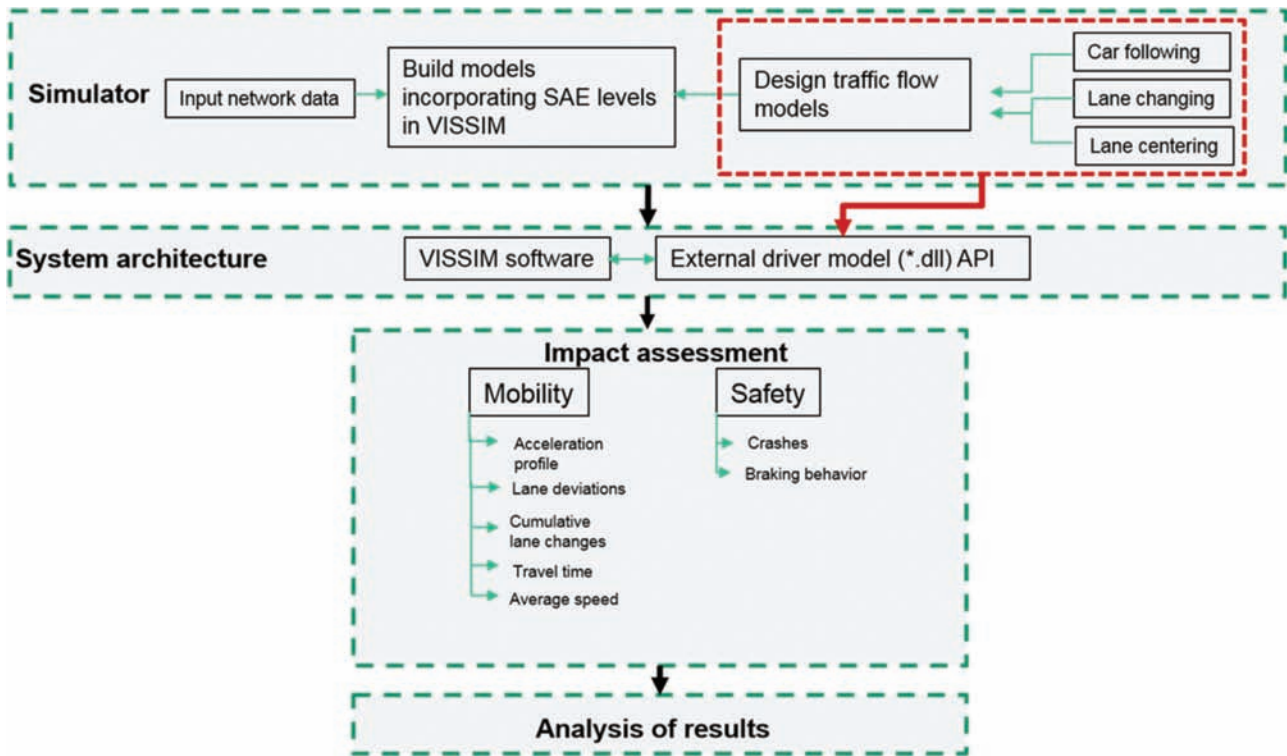 Simulator
Input network data
Build models
incorporating SAE levels
in VISSIM
Design traffic flow
models
Car following
Lane changing
Lane centering
System architecture
VISSIM software
External driver model (*.dll) API
Impact assessment
Mobility
Acceleration
profile
Lane deviations
Cumulative
lane changes
Travel time
Average speed
Safety
Crashes
Braking behavior
Analysis of results